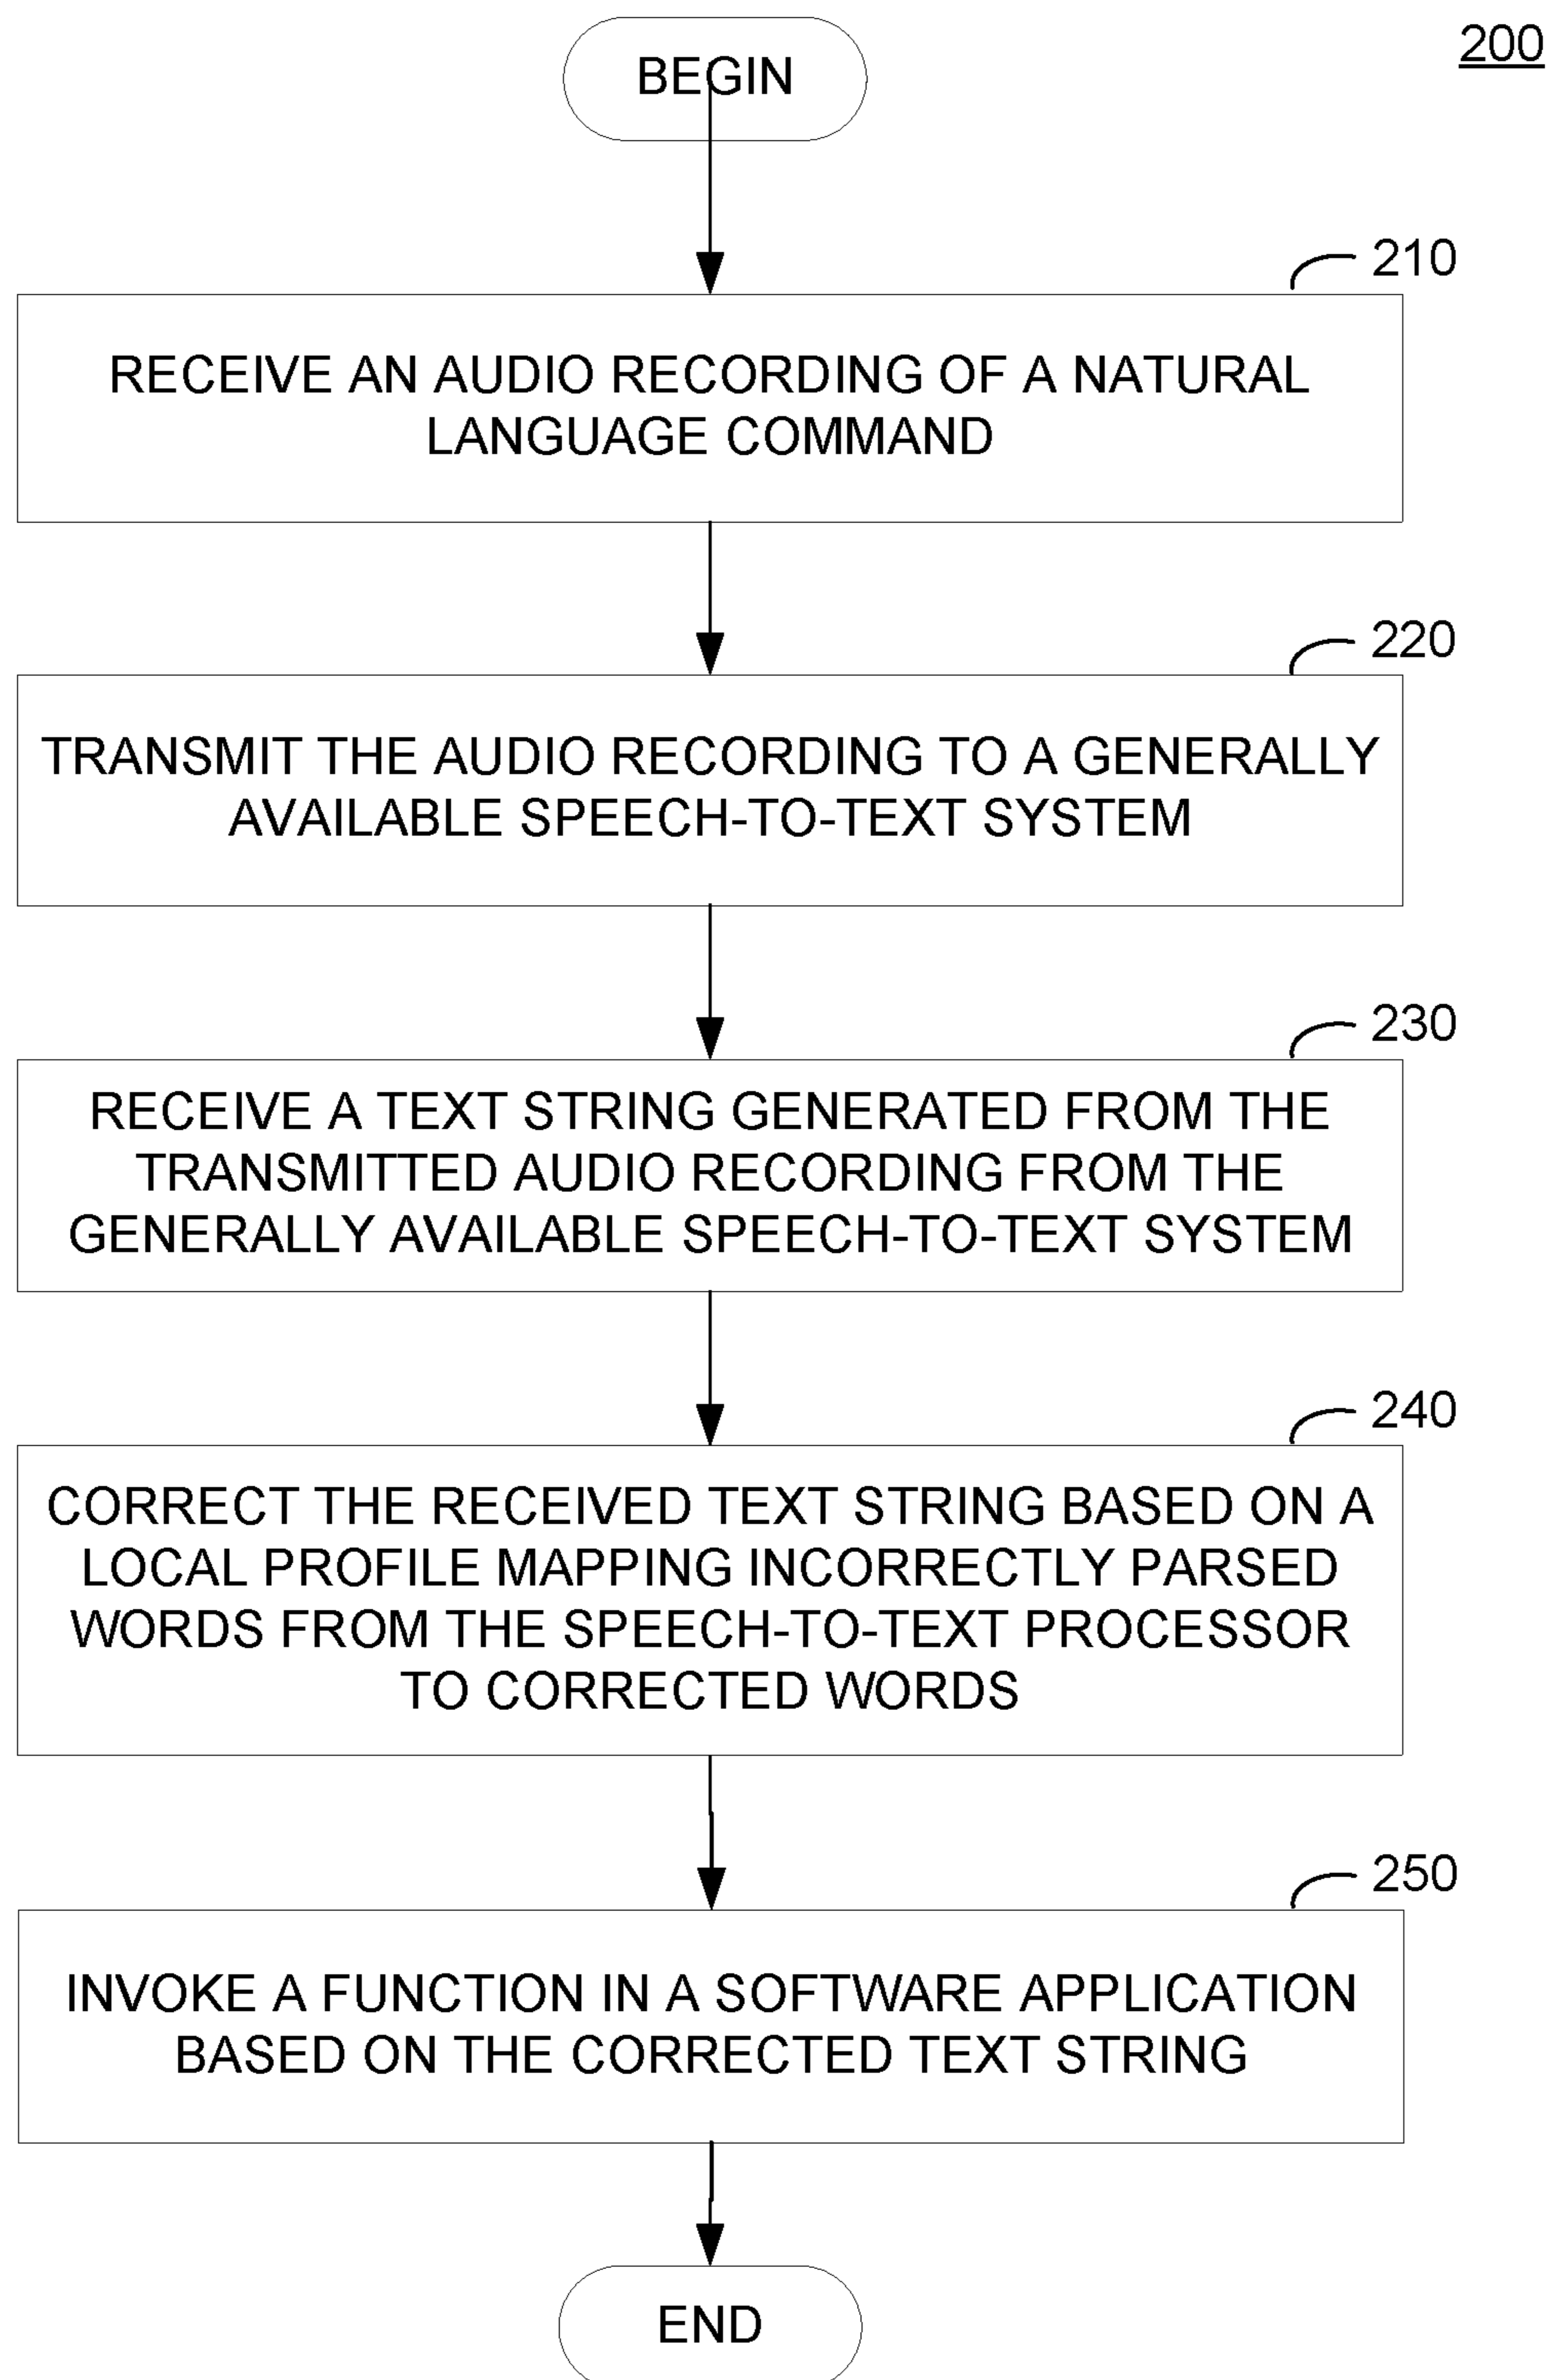 200
BEGIN
210
RECEIVE AN AUDIO RECORDING OF A NATURAL
LANGUAGE COMMAND
220
TRANSMIT THE AUDIO RECORDING TO A GENERALLY
AVAILABLE SPEECH-TO-TEXT SYSTEM
230
RECEIVE A TEXT STRING GENERATED FROM THE
TRANSMITTED AUDIO RECORDING FROM THE
GENERALLY AVAILABLE SPEECH-TO-TEXT SYSTEM
240
CORRECT THE RECEIVED TEXT STRING BASED ON A
LOCAL PROFILE MAPPING INCORRECTLY PARSED
WORDS FROM THE SPEECH-TO-TEXT PROCESSOR
TO CORRECTED WORDS
250
INVOKE A FUNCTION IN A SOFTWARE APPLICATION
BASED ON THE CORRECTED TEXT STRING
END